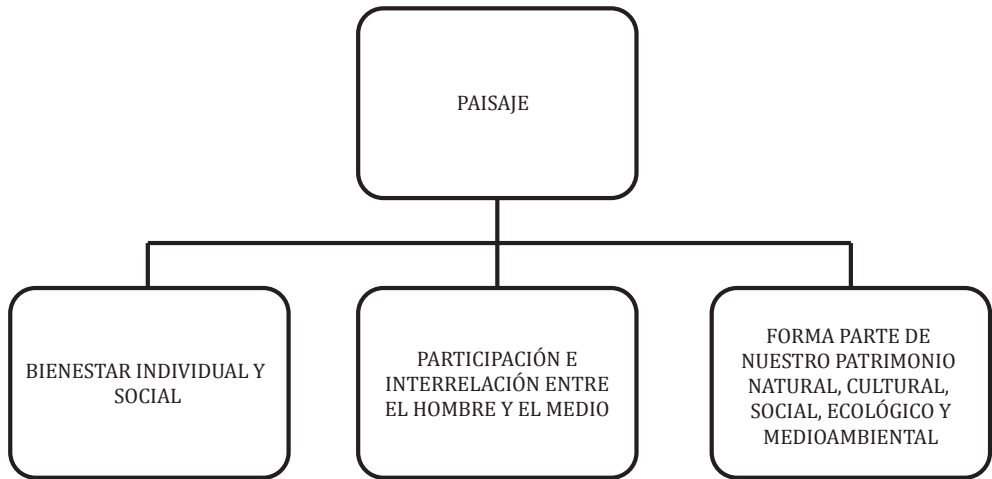 PAISAJE
BIENESTAR INDIVIDUAL Y
SOCIAL
PARTICIPACIÓN E
INTERRELACIÓN ENTRE
EL HOMBRE Y EL MEDIO
FORMA PARTE DE
NUESTRO PATRIMONIO
NATURAL, CULTURAL,
SOCIAL, ECOLÓGICO Y
MEDIOAMBIENTAL